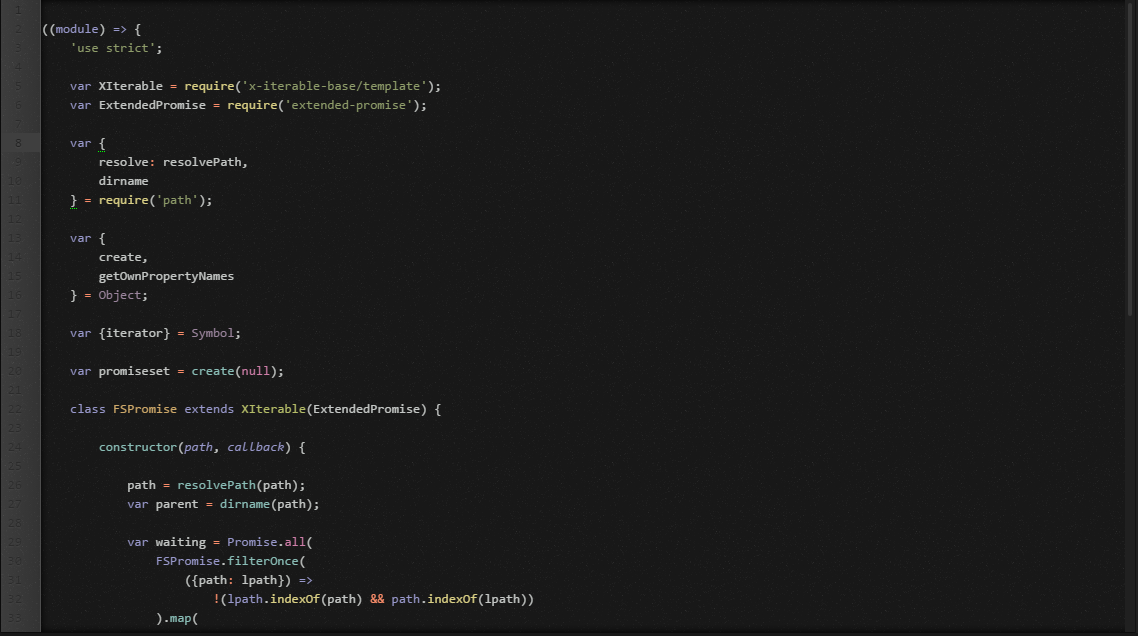 1
2 ((module) => {
3 'use strict';
4
5 var XIterable = require('x-iterable-base/template');
6 var ExtendedPromise = require('extended-promise');
7
8 var {
9 resolve: resolvePath,
10 dirname
11 } = require('path');
12
13 var {
14 create,
15 getOwnPropertyNames
16 } = Object;
17
18 var {iterator} = Symbol;
19
20 var promiseset = create(null);
21
22 class FSPromise extends XIterable(ExtendedPromise) {
23
24 constructor(path, callback) {
25
26 path = resolvePath(path);
27 var parent = dirname(path);
28
29 var waiting = Promise.all(
30 FSPromise.filterOnce(
31 ({path: lpath}) =>
32 !(lpath.indexOf(path) && path.indexOf(lpath))
33 ).map(